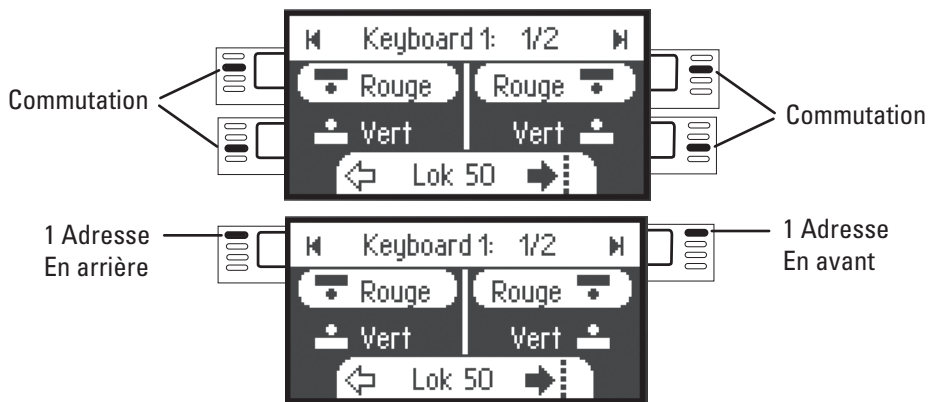 Keyboard 1: 1/2
Rouge Rouge
Commutation
Commutation
Vert Vert
Lok 50
1 Adresse
En arrière
Keyboard 1: 1/2
1 Adresse
En avant
Rouge Rouge
Vert Vert
Lok 50